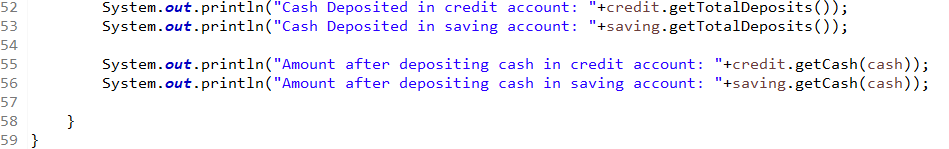 52 System.out.println("Cash Deposited in credit account: "+credit.getTotalDeposits());
53 System.out.println("Cash Deposited in saving account: "+saving.getTotalDeposits());
54
55 System.out.println("Amount after depositing cash in credit account: "+credit.getCash(cash));
56 System.out.println("Amount after depositing cash in saving account: "+saving.getCash(cash));
57
58 }
59 }